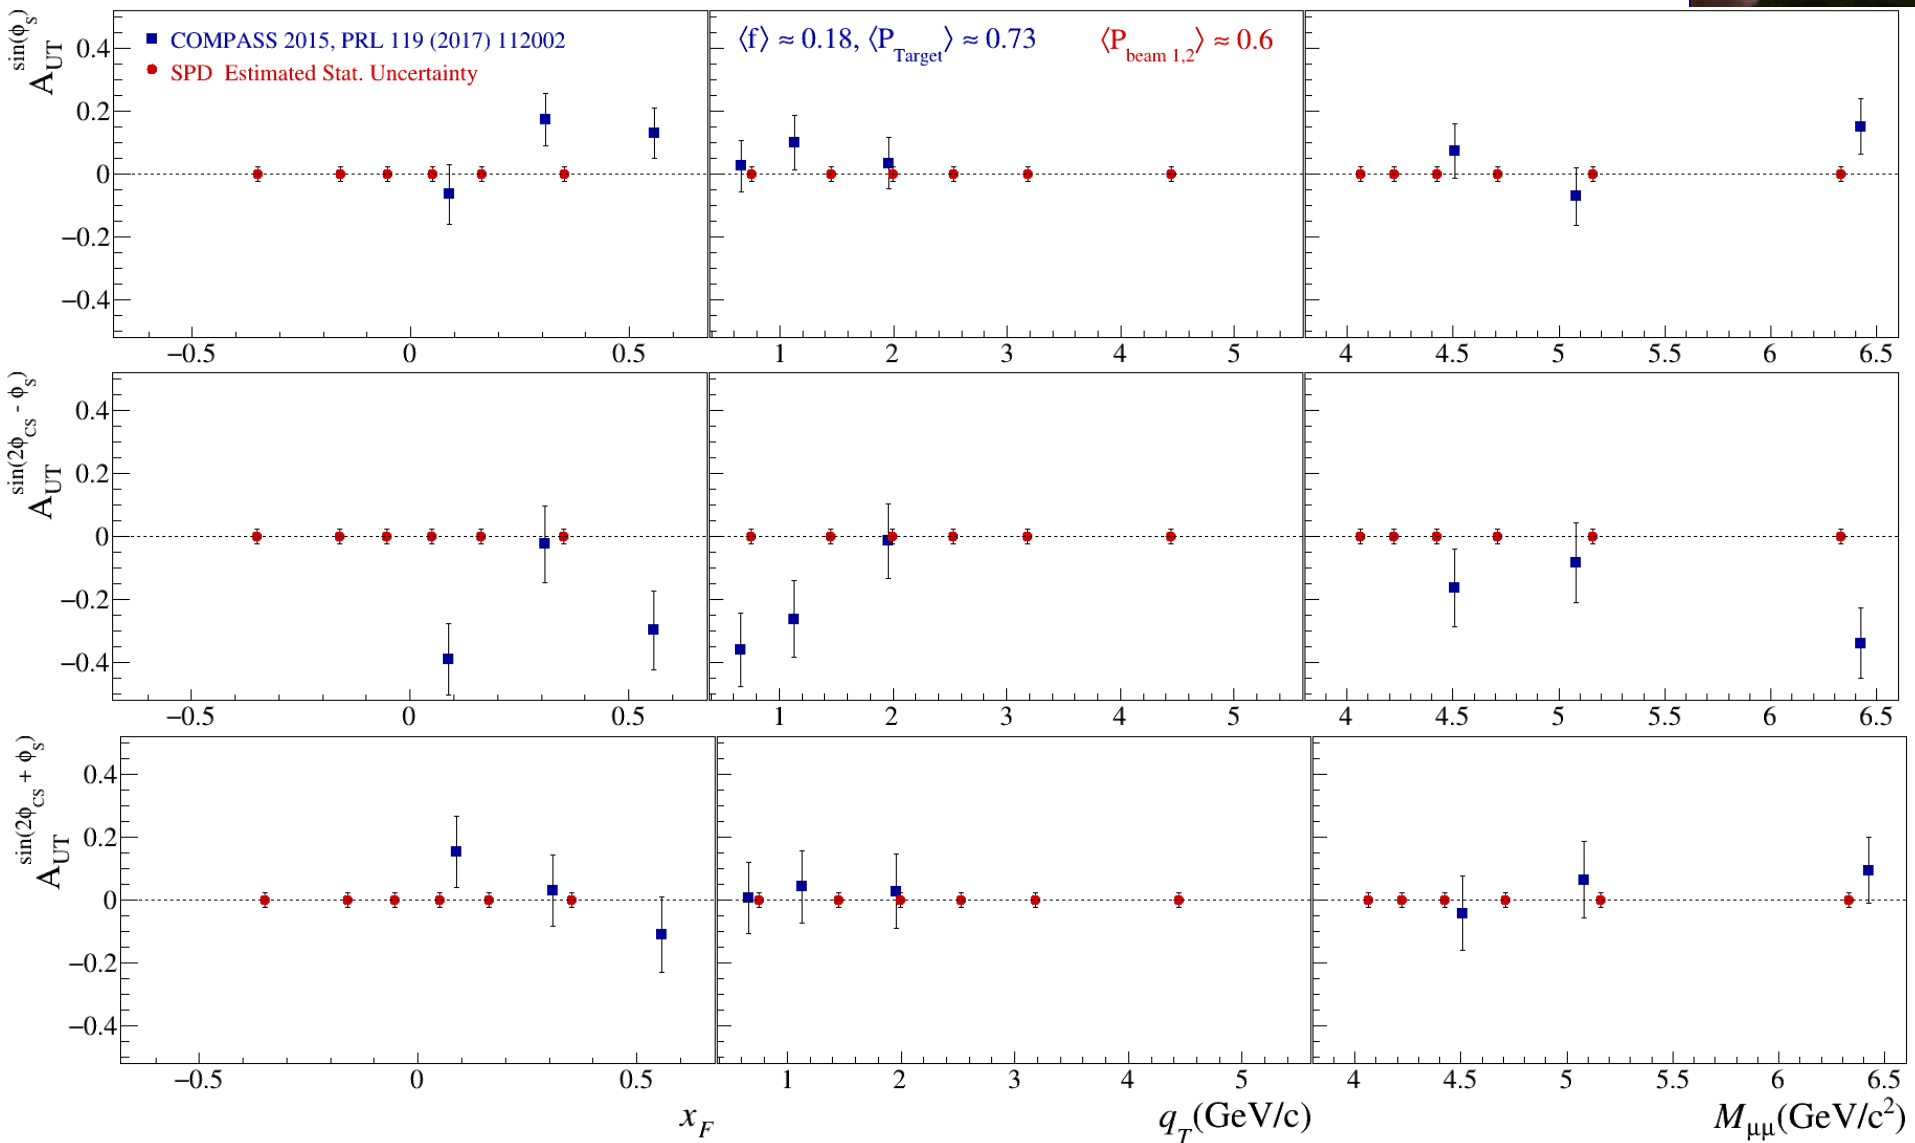 A_UT^sin(ϕ_S)
0.4
0.2
0
−0.2
−0.4
COMPASS 2015, PRL 119 (2017) 112002
SPD Estimated Stat. Uncertainty
⟨f⟩ ≈ 0.18, ⟨P_Target⟩ ≈ 0.73
⟨P_beam 1,2⟩ ≈ 0.6
−0.5 0 0.5
1 2 3 4 5
4 4.5 5 5.5 6 6.5
A_UT^sin(2ϕ_CS - ϕ_S)
0.4
0.2
0
−0.2
−0.4
−0.5 0 0.5
1 2 3 4 5
4 4.5 5 5.5 6 6.5
A_UT^sin(2ϕ_CS + ϕ_S)
0.4
0.2
0
−0.2
−0.4
−0.5 0 0.5
1 2 3 4 5
4 4.5 5 5.5 6 6.5
x_F
q_T(GeV/c)
M_μμ(GeV/c²)